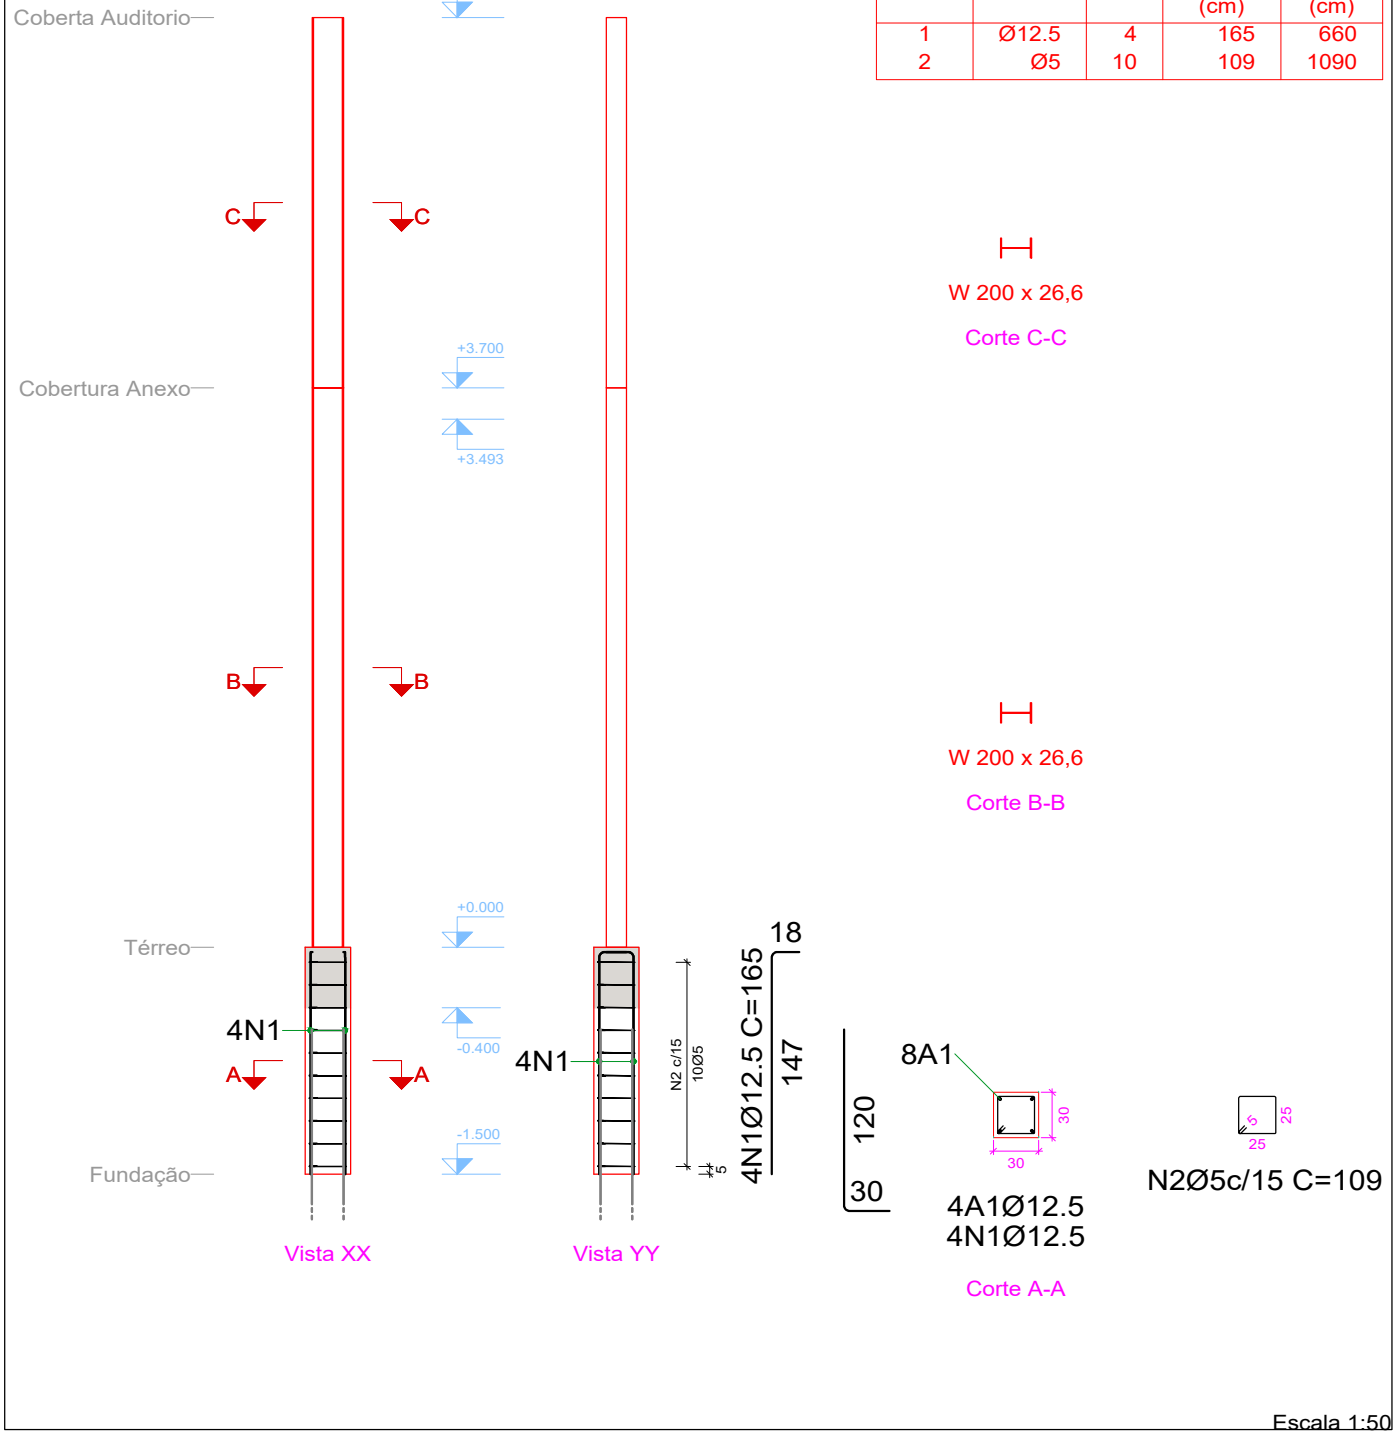 (cm) (cm)
1 Ø12.5 4 165 660
2 Ø5 10 109 1090
Coberta Auditorio
C C
W 200 x 26,6
Corte C-C
+3.700
Cobertura Anexo
+3.493
B B
W 200 x 26,6
Corte B-B
+0.000
Térreo
-0.400
-1.500
Fundação
4N1
A A
4N1
N2 c/15
10Ø5
5
4N1Ø12.5 C=165
147
18
120
30
8A1
30
30
4A1Ø12.5
4N1Ø12.5
Corte A-A
5
25
25
N2Ø5c/15 C=109
Vista XX
Vista YY
Escala 1:50